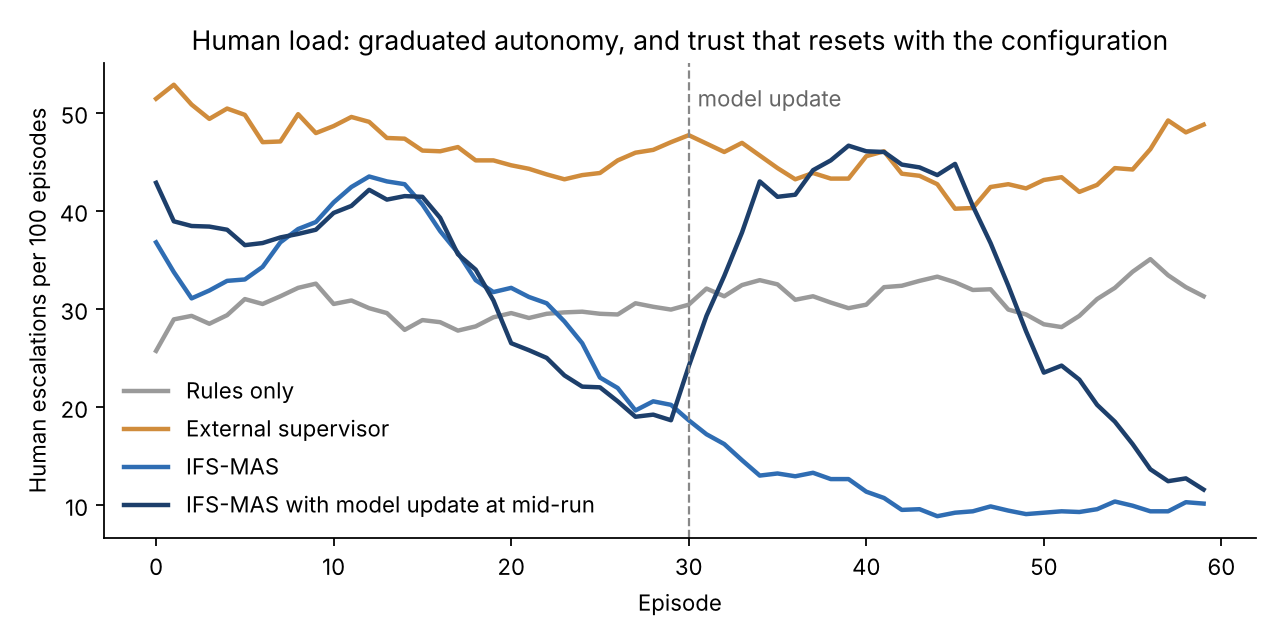 Human load: graduated autonomy, and trust that resets with the configuration
Human escalations per 100 episodes
50
40
30
20
10
model update
Rules only
External supervisor
IFS-MAS
IFS-MAS with model update at mid-run
0 10 20 30 40 50 60
Episode